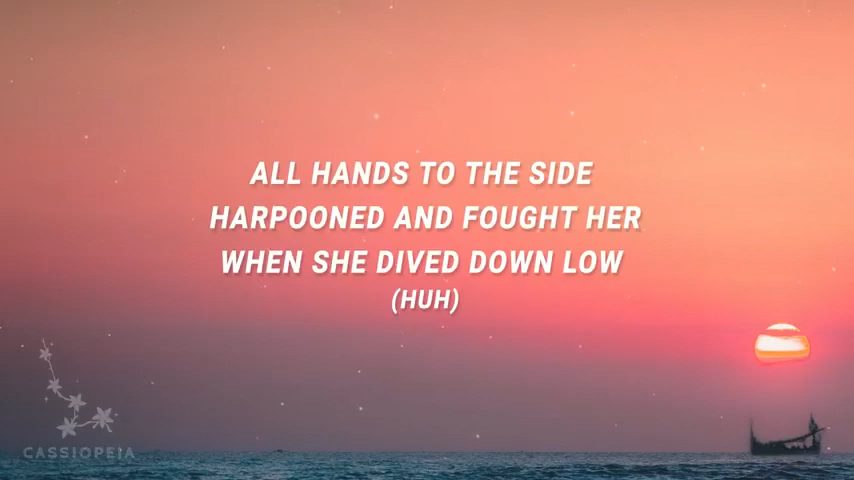 ALL HANDS TO THE SIDE
HARPOONED AND FOUGHT HER
WHEN SHE DIVED DOWN LOW
(HUH)
CASSIOPEIA